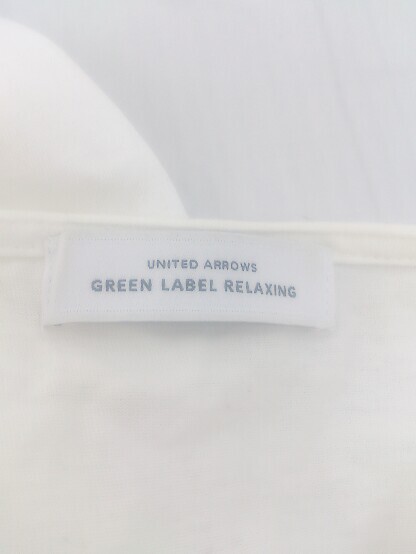 UNITED ARROWS
GREEN LABEL RELAXING